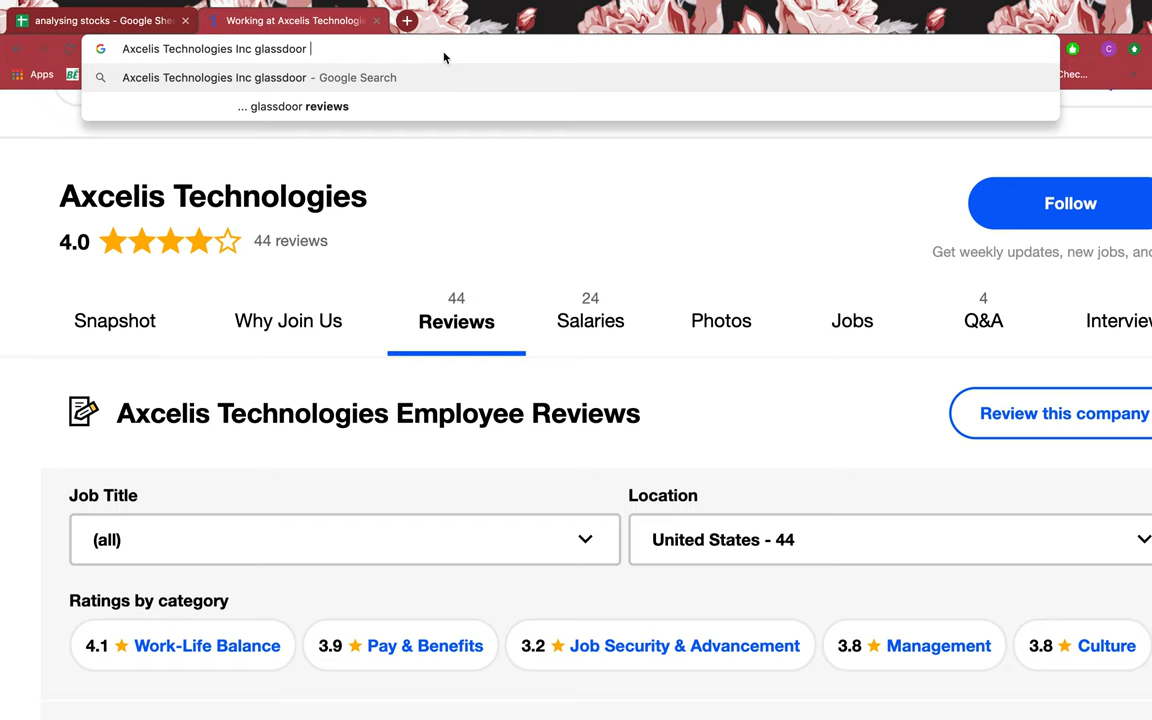 analysing stocks - Google She
Working at Axcelis Technologie
Axcelis Technologies Inc glassdoor
Apps
BE
Chec...
C
Axcelis Technologies Inc glassdoor - Google Search
... glassdoor reviews
Axcelis Technologies
4.0
44 reviews
Follow
Get weekly updates, new jobs, and
Snapshot
Why Join Us
44
Reviews
24
Salaries
Photos
Jobs
4
Q&A
Interview
Axcelis Technologies Employee Reviews
Review this company
Job Title
Location
(all)
United States - 44
Ratings by category
4.1 ★ Work-Life Balance
3.9 ★ Pay & Benefits
3.2 ★ Job Security & Advancement
3.8 ★ Management
3.8 ★ Culture